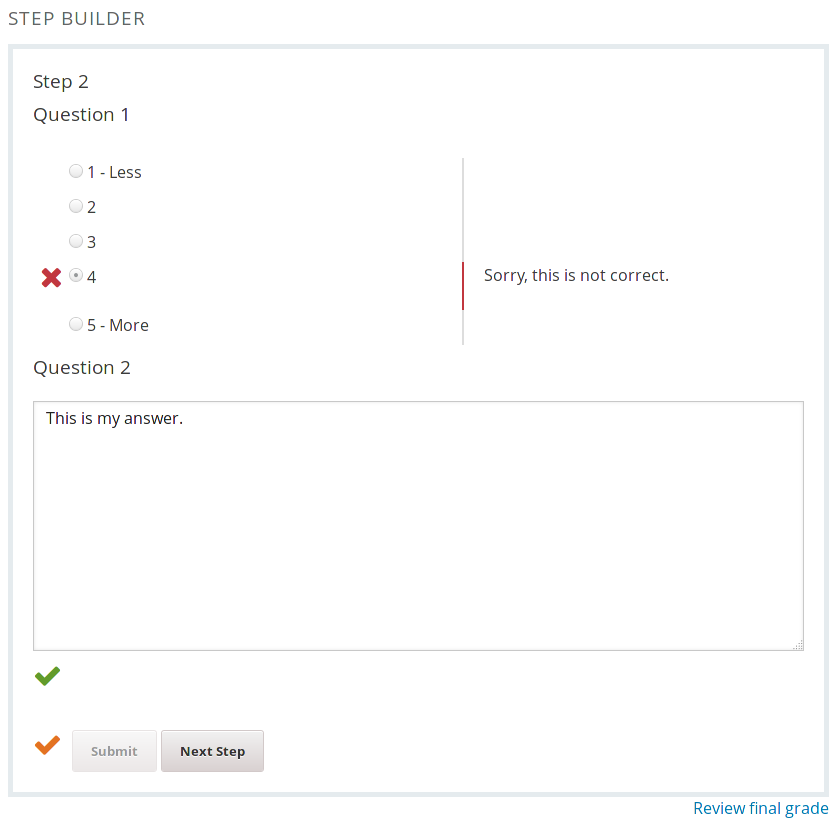 STEP BUILDER
Step 2
Question 1
1 - Less
2
3
4
Sorry, this is not correct.
5 - More
Question 2
This is my answer.
Submit
Next Step
Review final grade